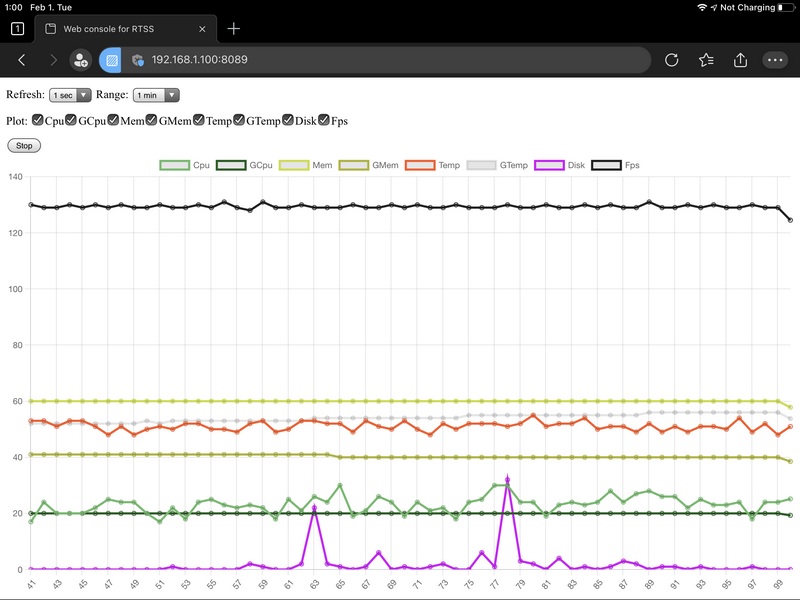 1:00 Feb 1. Tue Not Charging
1 Web console for RTSS
192.168.1.100:8089
Refresh: 1 sec Range: 1 min
Plot: Cpu GCpu Mem GMem Temp GTemp Disk Fps
Stop
Cpu GCpu Mem GMem Temp GTemp Disk Fps
140
120
100
80
60
40
20
0
41 43 45 47 49 51 53 55 57 59 61 63 65 67 69 71 73 75 77 79 81 83 85 87 89 91 93 95 97 99